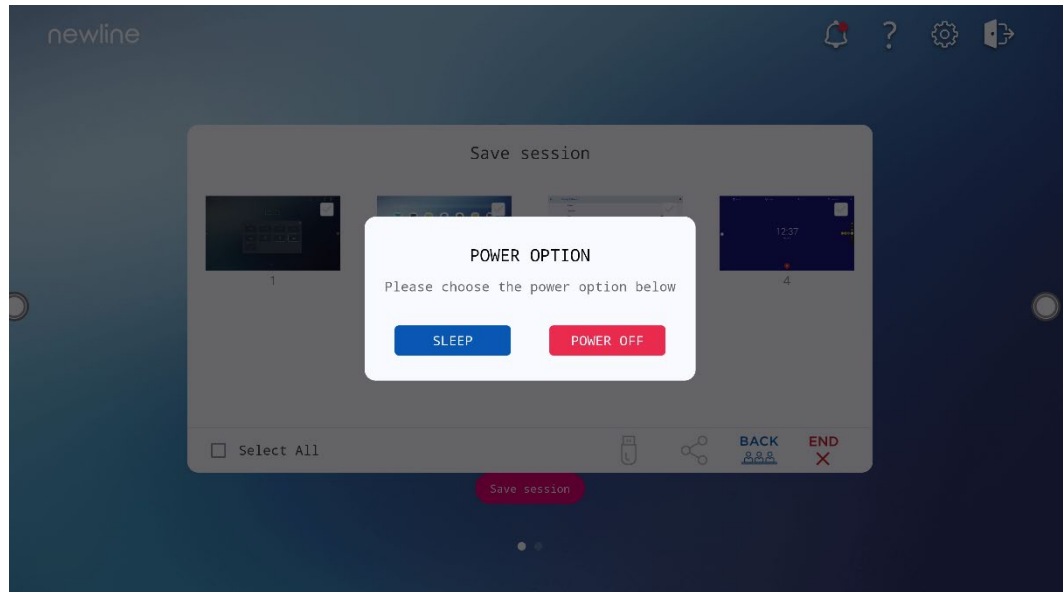 newline
?
Save session
12:37
1
4
POWER OPTION
Please choose the power option below
SLEEP
POWER OFF
Select All
BACK
END
Save session